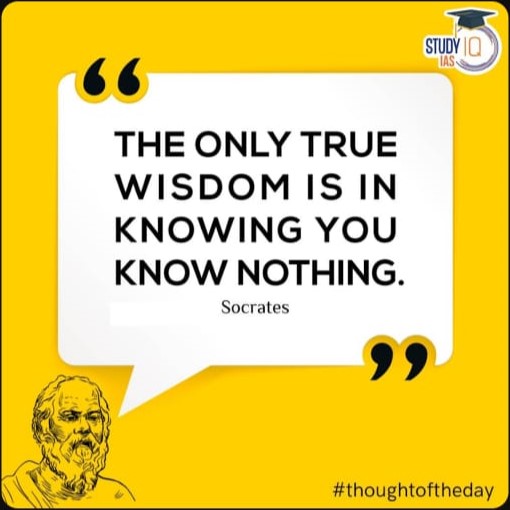 STUDY IQ
IAS
“
THE ONLY TRUE
WISDOM IS IN
KNOWING YOU
KNOW NOTHING.
Socrates
”
#thoughtoftheday